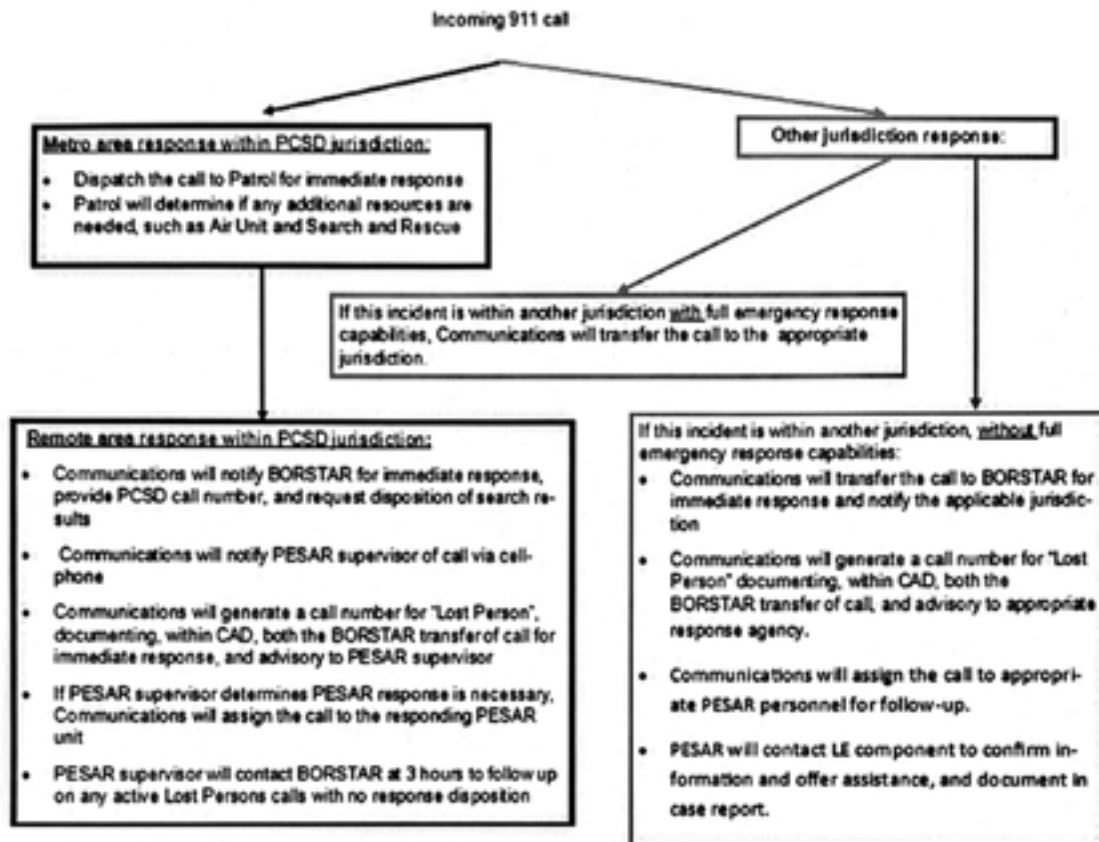 Incoming 911 call
Metro area response within PCSD jurisdiction:
• Dispatch the call to Patrol for immediate response
• Patrol will determine if any additional resources are
needed, such as Air Unit and Search and Rescue
Other jurisdiction response:
If this incident is within another jurisdiction with full emergency response
capabilities, Communications will transfer the call to the appropriate
jurisdiction.
Remote area response within PCSD jurisdiction:
• Communications will notify BORSTAR for immediate response,
provide PCSD call number, and request disposition of search re-
sults
• Communications will notify PESAR supervisor of call via cell-
phone
• Communications will generate a call number for "Lost Person",
documenting, within CAD, both the BORSTAR transfer of call for
immediate response, and advisory to PESAR supervisor
• If PESAR supervisor determines PESAR response is necessary,
Communications will assign the call to the responding PESAR
unit
• PESAR supervisor will contact BORSTAR at 3 hours to follow up
on any active Lost Persons calls with no response disposition
If this incident is within another jurisdiction, without full
emergency response capabilities:
• Communications will transfer the call to BORSTAR for
immediate response and notify the applicable jurisdic-
tion
• Communications will generate a call number for "Lost
Person" documenting, within CAD, both the
BORSTAR transfer of call, and advisory to appropriate
response agency.
• Communications will assign the call to appropri-
ate PESAR personnel for follow-up.
• PESAR will contact LE component to confirm in-
formation and offer assistance, and document in
case report.